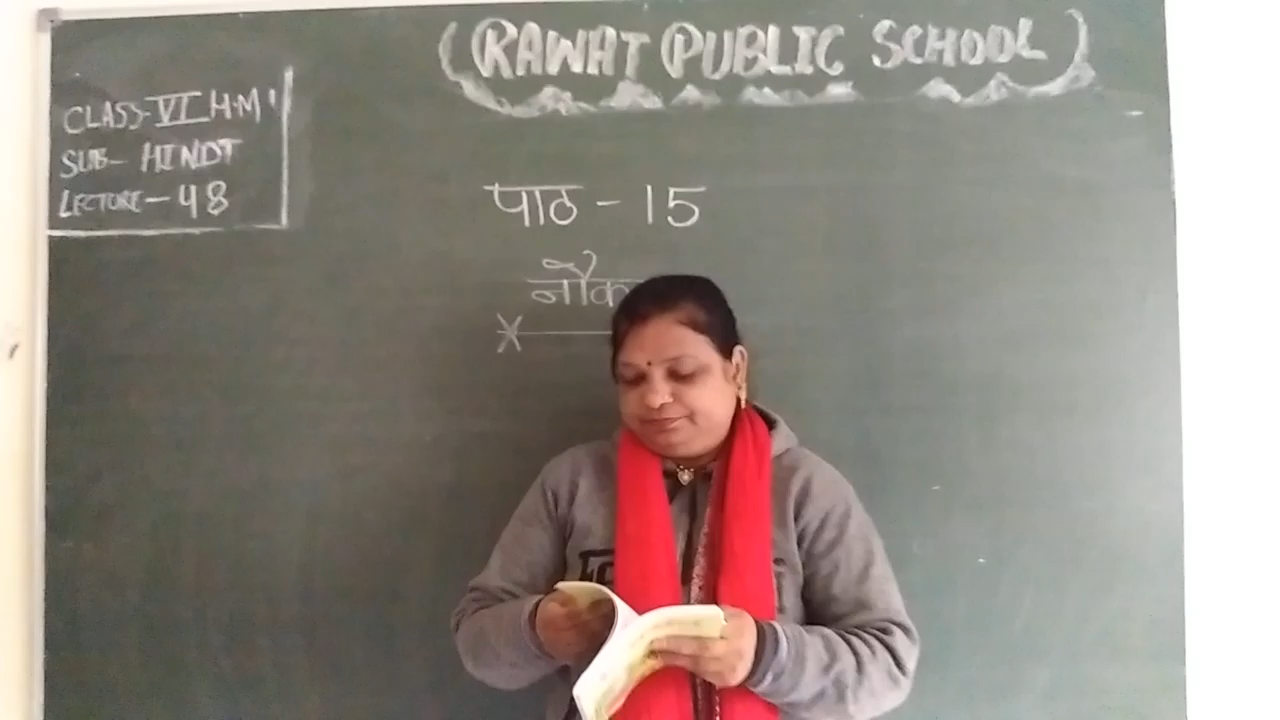 (RAWAT PUBLIC SCHOOL)
CLASS-VI H.M'
SUB- HINDI
LECTURE-48
पाठ - 15